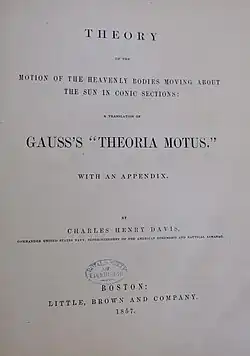 THEORY
OF THE
MOTION OF THE HEAVENLY BODIES MOVING ABOUT
THE SUN IN CONIC SECTIONS:
A TRANSLATION OF
GAUSS'S "THEORIA MOTUS."
WITH AN APPENDIX.
BY
CHARLES HENRY DAVIS,
COMMANDER UNITED STATES NAVY, SUPERINTENDENT OF THE AMERICAN EPHEMERIS AND NAUTICAL ALMANAC.
EDINBURGH
BOSTON:
LITTLE, BROWN AND COMPANY.
1857.